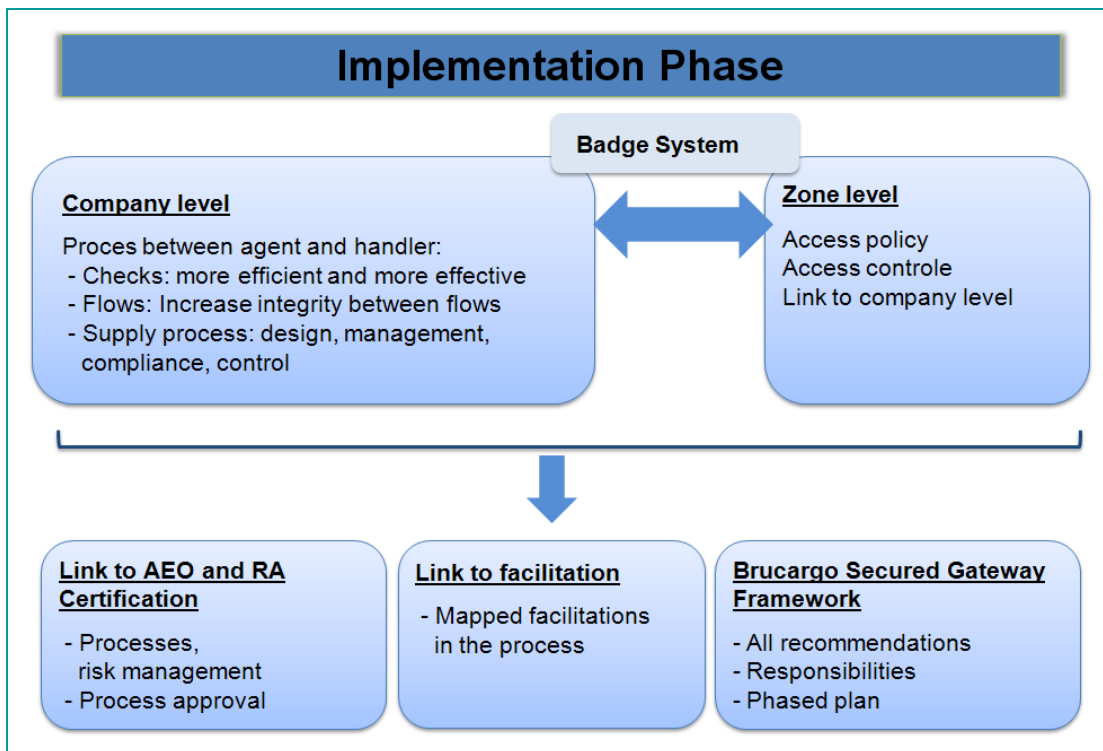 Implementation Phase
Badge System
Company level
Proces between agent and handler:
- Checks: more efficient and more effective
- Flows: Increase integrity between flows
- Supply process: design, management,
compliance, control
Zone level
Access policy
Access controle
Link to company level
Link to AEO and RA
Certification
- Processes,
risk management
- Process approval
Link to facilitation
- Mapped facilitations
in the process
Brucargo Secured Gateway
Framework
- All recommendations
- Responsibilities
- Phased plan